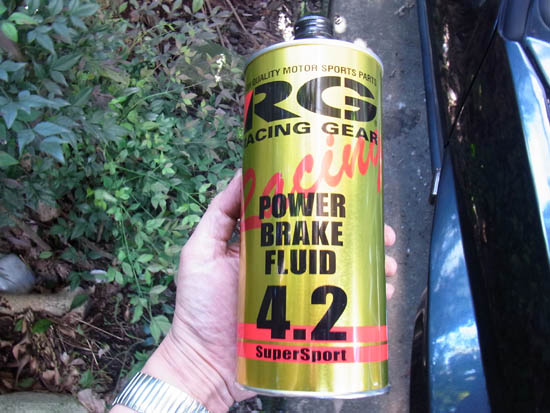 QUALITY MOTOR SPORTS PARTS
RG
RACING GEAR
Racing
POWER
BRAKE
FLUID
4.2
SuperSport